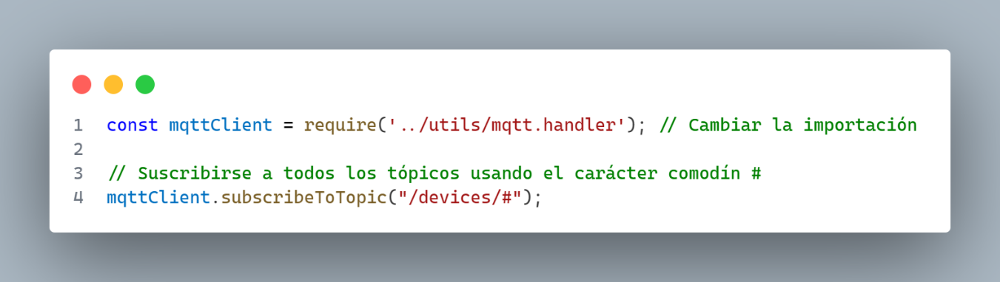 1 const mqttClient = require('../utils/mqtt.handler'); // Cambiar la importación
2
3 // Suscribirse a todos los tópicos usando el carácter comodín #
4 mqttClient.subscribeToTopic("/devices/#");